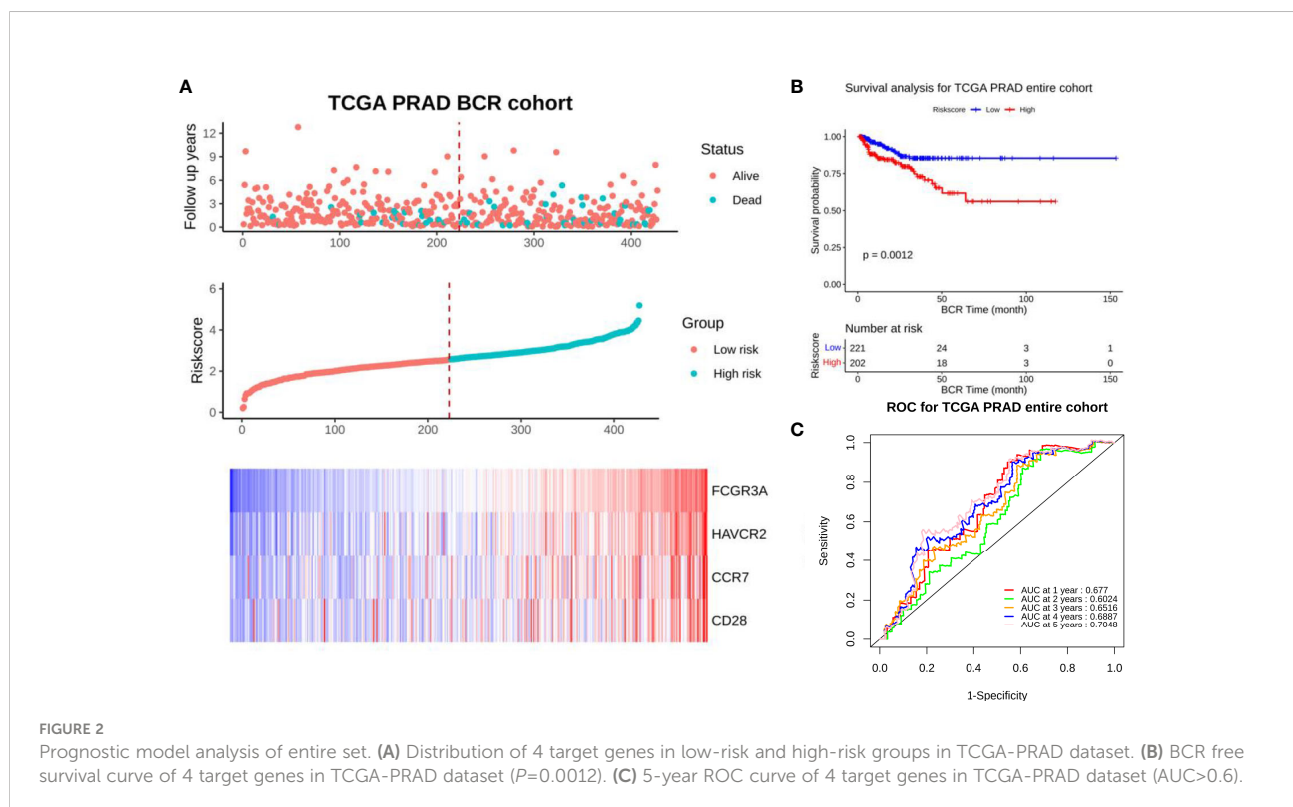 A
TCGA PRAD BCR cohort
Follow up years
12
9
6
3
0
0 100 200 300 400
Status
Alive
Dead
Riskscore
6
4
2
0
0 100 200 300 400
Group
Low risk
High risk
FCGR3A
HAVCR2
CCR7
CD28
B
Survival analysis for TCGA PRAD entire cohort
Riskscore Low High
Survival probability
1.00
0.75
0.50
0.25
0.00
p = 0.0012
0 50 100 150
BCR Time (month)
Number at risk
Riskscore
Low 221 24 3 1
High 202 18 3 0
0 50 100 150
BCR Time (month)
C
ROC for TCGA PRAD entire cohort
Sensitivity
1.0
0.8
0.6
0.4
0.2
0.0
AUC at 1 year : 0.677
AUC at 2 years : 0.6024
AUC at 3 years : 0.6516
AUC at 4 years : 0.6887
AUC at 5 years : 0.7048
0.0 0.2 0.4 0.6 0.8 1.0
1-Specificity
FIGURE 2
Prognostic model analysis of entire set. (A) Distribution of 4 target genes in low-risk and high-risk groups in TCGA-PRAD dataset. (B) BCR free
survival curve of 4 target genes in TCGA-PRAD dataset (P=0.0012). (C) 5-year ROC curve of 4 target genes in TCGA-PRAD dataset (AUC>0.6).